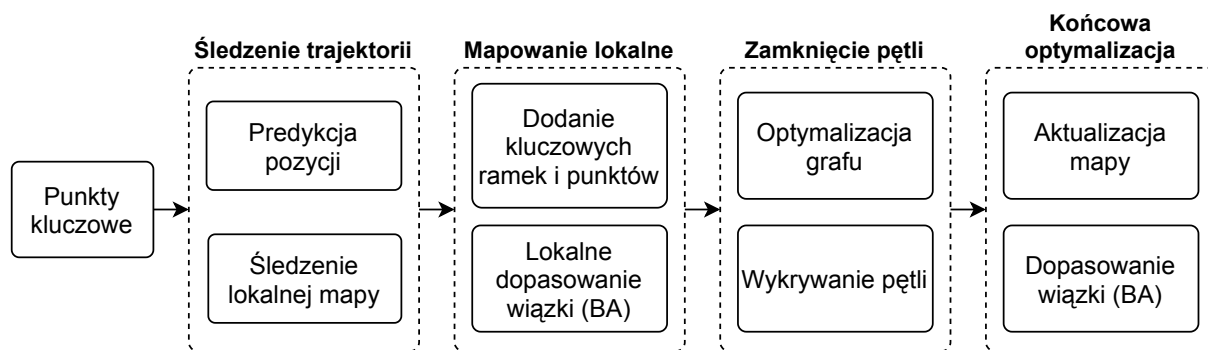 Punkty
kluczowe
Śledzenie trajektorii
Predykcja
pozycji
Śledzenie
lokalnej mapy
Mapowanie lokalne
Dodanie
kluczowych
ramek i punktów
Lokalne
dopasowanie
wiązki (BA)
Zamknięcie pętli
Optymalizacja
grafu
Wykrywanie pętli
Końcowa
optymalizacja
Aktualizacja
mapy
Dopasowanie
wiązki (BA)